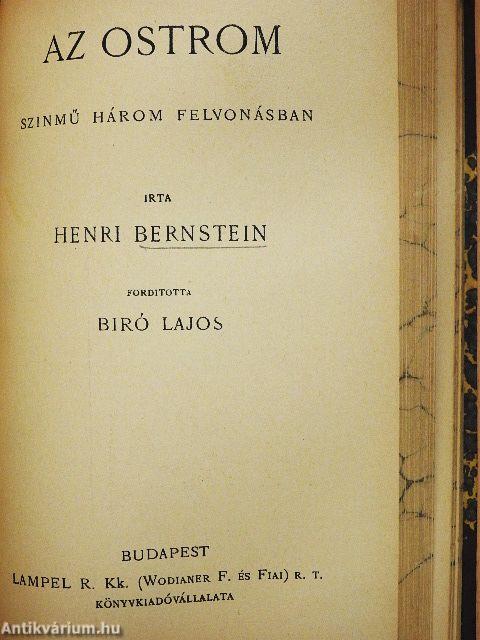 AZ OSTROM
SZINMŰ HÁROM FELVONÁSBAN
IRTA
HENRI BERNSTEIN
FORDITOTTA
BIRÓ LAJOS
BUDAPEST
LAMPEL R. KK. (WODIANER F. ÉS FIAI) R. T.
KÖNYVKIADÓVÁLLALATA
Antikvárium.hu